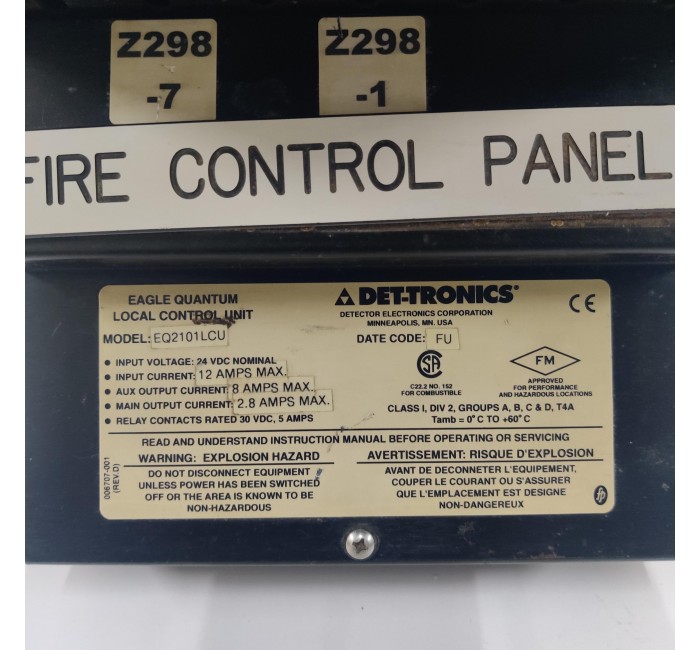 Z298
-7
Z298
-1
FIRE CONTROL PANEL
EAGLE QUANTUM
LOCAL CONTROL UNIT
MODEL: EQ2101LCU
• INPUT VOLTAGE: 24 VDC NOMINAL
• INPUT CURRENT: 12 AMPS MAX.
• AUX OUTPUT CURRENT: 8 AMPS MAX.
• MAIN OUTPUT CURRENT: 2.8 AMPS MAX.
• RELAY CONTACTS RATED 30 VDC, 5 AMPS
DET-TRONICS®
DETECTOR ELECTRONICS CORPORATION
MINNEAPOLIS, MN. USA
CE
DATE CODE: FU
SA
C22.2 NO. 152
FOR COMBUSTIBLE
FM
APPROVED
FOR PERFORMANCE
AND HAZARDOUS LOCATIONS
CLASS I, DIV 2, GROUPS A, B, C & D, T4A
Tamb = 0°C TO +60°C
READ AND UNDERSTAND INSTRUCTION MANUAL BEFORE OPERATING OR SERVICING
WARNING: EXPLOSION HAZARD
DO NOT DISCONNECT EQUIPMENT
UNLESS POWER HAS BEEN SWITCHED
OFF OR THE AREA IS KNOWN TO BE
NON-HAZARDOUS
AVERTISSEMENT: RISQUE D'EXPLOSION
AVANT DE DECONNETER L'EQUIPEMENT,
COUPER LE COURANT OU S'ASSURER
QUE L'EMPLACEMENT EST DESIGNE
NON-DANGEREUX
006707-001
(REV.D)